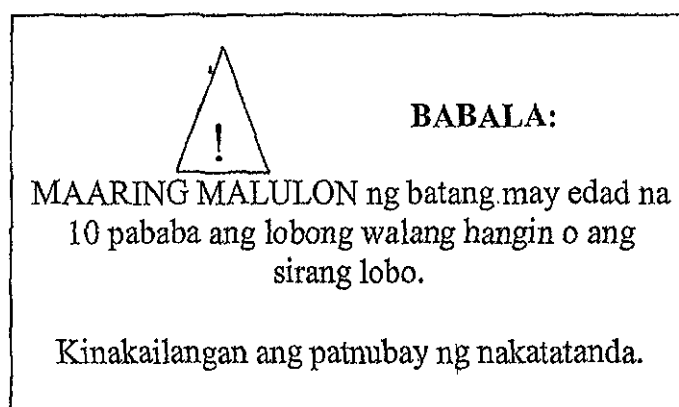 !
BABALA:
MAARING MALULON ng batang may edad na
10 pababa ang lobong walang hangin o ang
sirang lobo.
Kinakailangan ang patnubay ng nakatatanda.